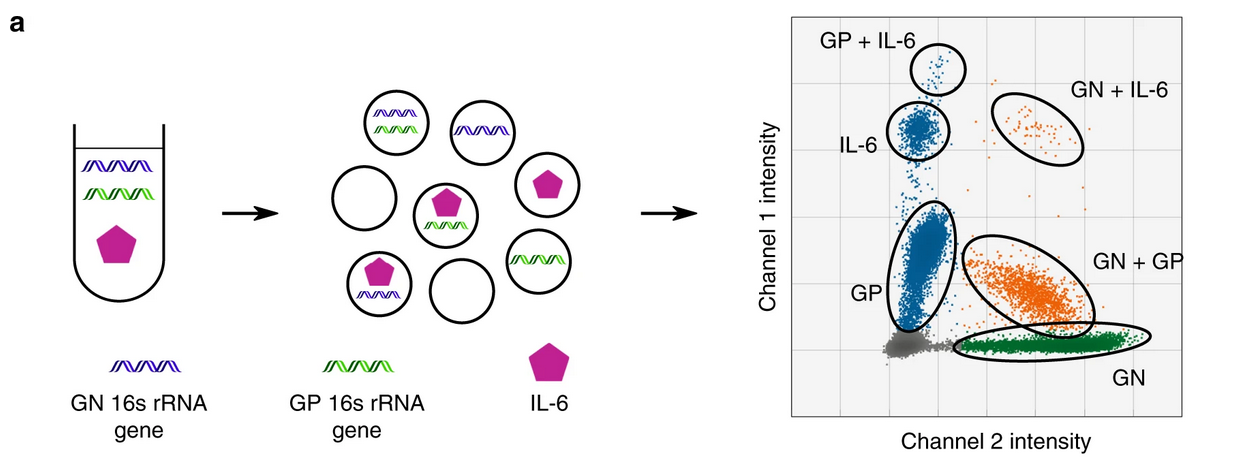 a
GN 16s rRNA
gene
GP 16s rRNA
gene
IL-6
Channel 1 intensity
GP + IL-6
GN + IL-6
IL-6
GN + GP
GP
GN
Channel 2 intensity